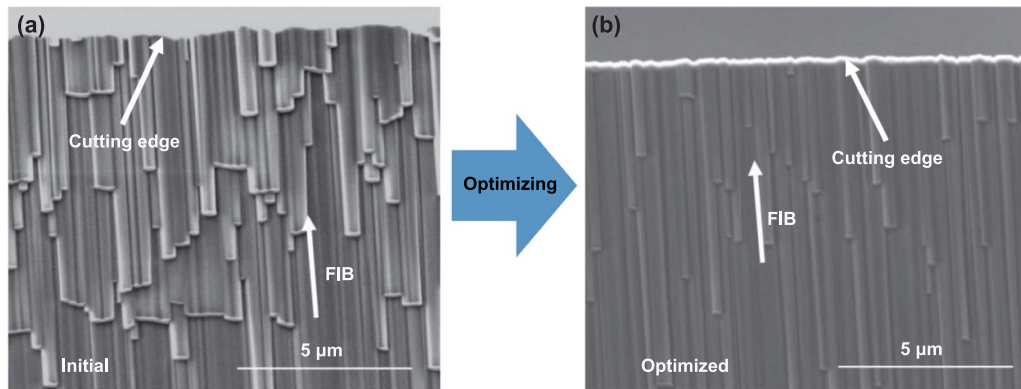 (a)
Cutting edge
FIB
Initial
5 μm
Optimizing
(b)
Cutting edge
FIB
Optimized
5 μm